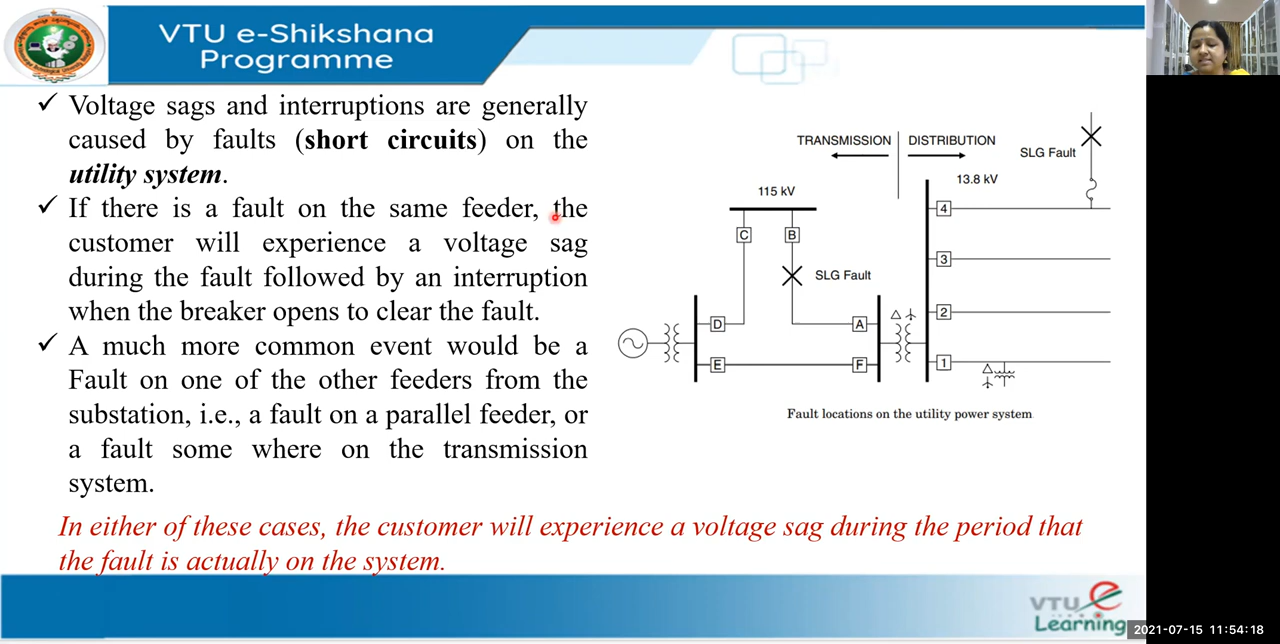 VTU e-Shikshana
Programme
✓ Voltage sags and interruptions are generally
caused by faults (short circuits) on the
utility system.
✓ If there is a fault on the same feeder, the
customer will experience a voltage sag
during the fault followed by an interruption
when the breaker opens to clear the fault.
✓ A much more common event would be a
Fault on one of the other feeders from the
substation, i.e., a fault on a parallel feeder, or
a fault some where on the transmission
system.
TRANSMISSION
DISTRIBUTION
SLG Fault
115 kV
13.8 kV
4
C
B
3
SLG Fault
2
D
A
E
F
1
Fault locations on the utility power system
In either of these cases, the customer will experience a voltage sag during the period that
the fault is actually on the system.
VTU e
Learning
2021-07-15 11:54:18